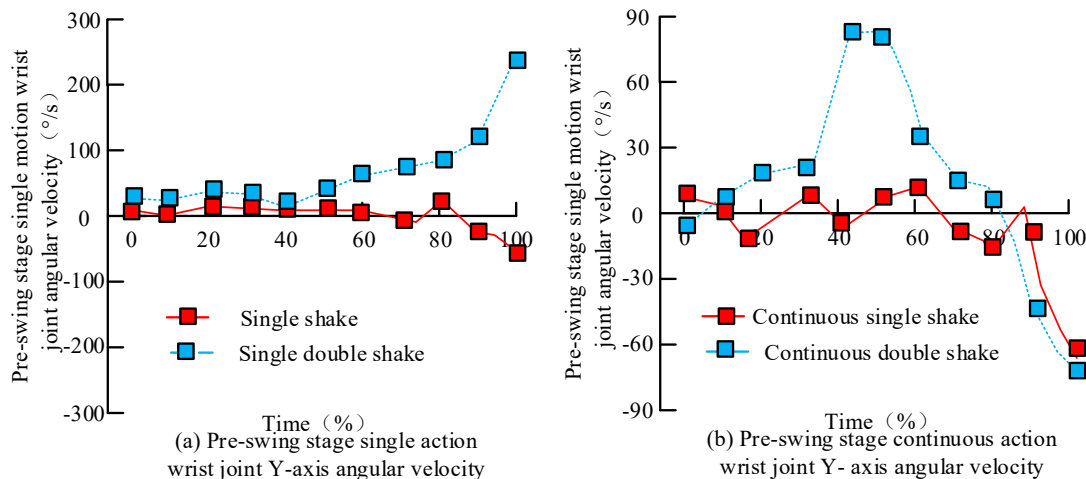 Pre-swing stage single motion wrist
joint angular velocity（°/s）
300
200
100
0
-100
-200
-300
0
20
40
60
80
100
Single shake
Single double shake
Time（%）
(a) Pre-swing stage single action
wrist joint Y-axis angular velocity
Pre-swing stage single motion wrist
joint angular velocity（°/s）
90
60
30
0
-30
-60
-90
0
20
40
60
80
100
Continuous single shake
Continuous double shake
Time（%）
(b) Pre-swing stage continuous action
wrist joint Y- axis angular velocity